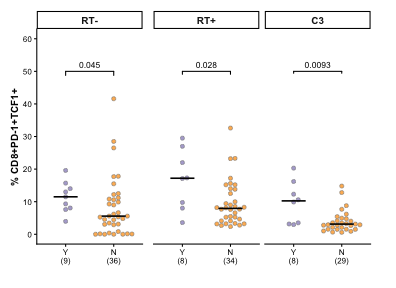 RT- RT+ C3
60
50
40
30
20
10
0
% CD8+PD-1+TCF1+
0.045 0.028 0.0093
Y N Y N Y N
(9) (36) (8) (34) (8) (29)